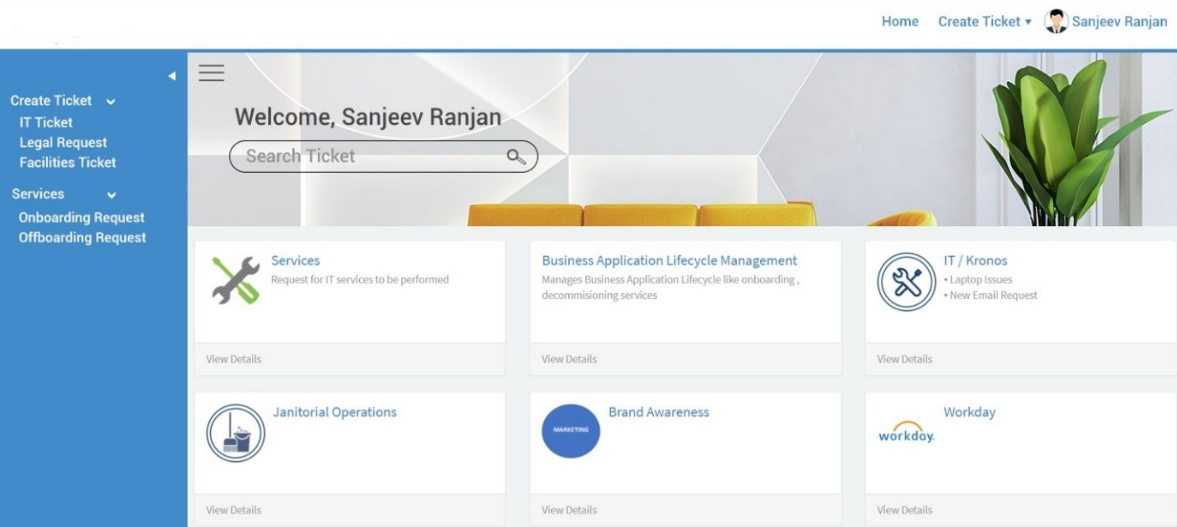 Home Create Ticket Sanjeev Ranjan
Create Ticket
IT Ticket
Legal Request
Facilities Ticket
Services
Onboarding Request
Offboarding Request
Welcome, Sanjeev Ranjan
Search Ticket
Services
Request for IT services to be performed
View Details
Business Application Lifecycle Management
Manages Business Application Lifecycle like onboarding ,
decommisioning services
View Details
IT / Kronos
• Laptop Issues
• New Email Request
View Details
Janitorial Operations
View Details
MARKETING
Brand Awareness
View Details
workday.
Workday
View Details